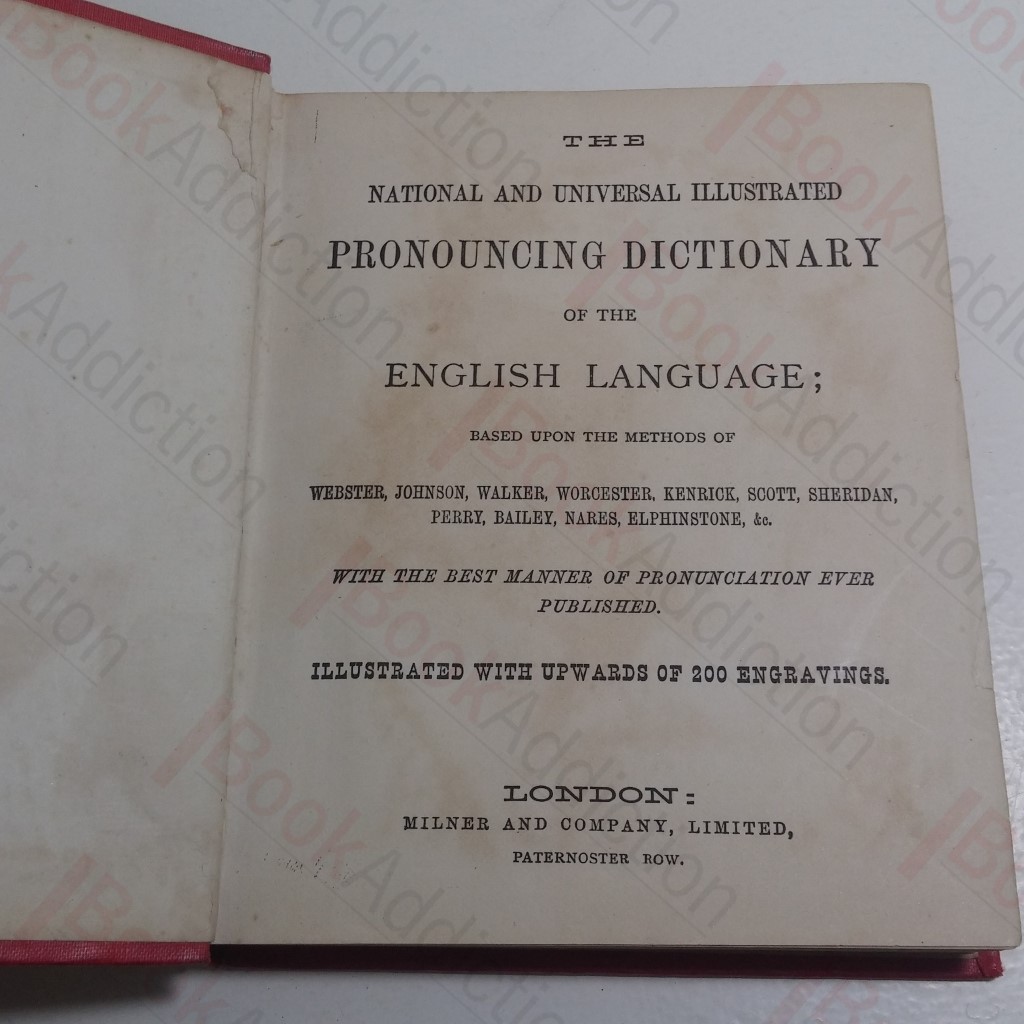 THE
NATIONAL AND UNIVERSAL ILLUSTRATED
PRONOUNCING DICTIONARY
OF THE
ENGLISH LANGUAGE;
BASED UPON THE METHODS OF
WEBSTER, JOHNSON, WALKER, WORCESTER, KENRICK, SCOTT, SHERIDAN,
PERRY, BAILEY, NARES, ELPHINSTONE, &c.
WITH THE BEST MANNER OF PRONUNCIATION EVER
PUBLISHED.
ILLUSTRATED WITH UPWARDS OF 200 ENGRAVINGS.
LONDON:
MILNER AND COMPANY, LIMITED,
PATERNOSTER ROW.
BookAddiction